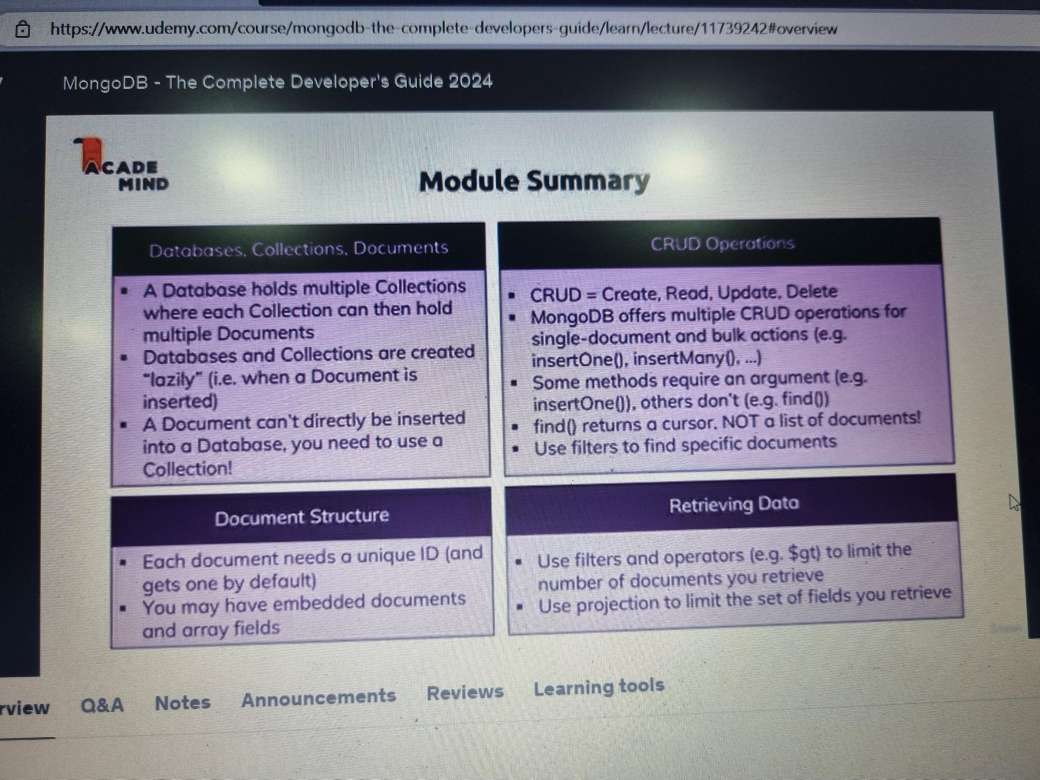 https://www.udemy.com/course/mongodb-the-complete-developers-guide/learn/lecture/11739242#overview
MongoDB - The Complete Developer's Guide 2024
ACADE
MIND
Module Summary
Databases, Collections, Documents
▪ A Database holds multiple Collections
where each Collection can then hold
multiple Documents
▪ Databases and Collections are created
“lazily” (i.e. when a Document is
inserted)
▪ A Document can't directly be inserted
into a Database, you need to use a
Collection!
CRUD Operations
▪ CRUD = Create, Read, Update, Delete
▪ MongoDB offers multiple CRUD operations for
single-document and bulk actions (e.g.
insertOne(), insertMany(), ...)
▪ Some methods require an argument (e.g.
insertOne()), others don't (e.g. find())
▪ find() returns a cursor, NOT a list of documents!
▪ Use filters to find specific documents
Document Structure
▪ Each document needs a unique ID (and
gets one by default)
▪ You may have embedded documents
and array fields
Retrieving Data
▪ Use filters and operators (e.g. $gt) to limit the
number of documents you retrieve
▪ Use projection to limit the set of fields you retrieve
rview Q&A Notes Announcements Reviews Learning tools